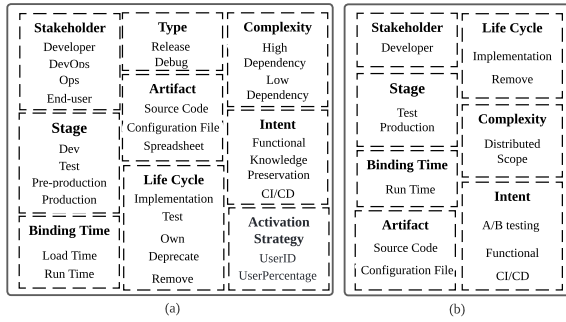 Stakeholder
Developer
DevOps
Ops
End-user
Stage
Dev
Test
Pre-production
Production
Binding Time
Load Time
Run Time
Type
Release
Debug
Artifact
Source Code
Configuration File
Spreadsheet
Life Cycle
Implementation
Test
Own
Deprecate
Remove
Complexity
High
Dependency
Low
Dependency
Intent
Functional
Knowledge
Preservation
CI/CD
Activation
Strategy
UserID
UserPercentage
(a)
Stakeholder
Developer
Stage
Test
Production
Binding Time
Run Time
Artifact
Source Code
Configuration File
Life Cycle
Implementation
Remove
Complexity
Distributed
Scope
Intent
A/B testing
Functional
CI/CD
(b)